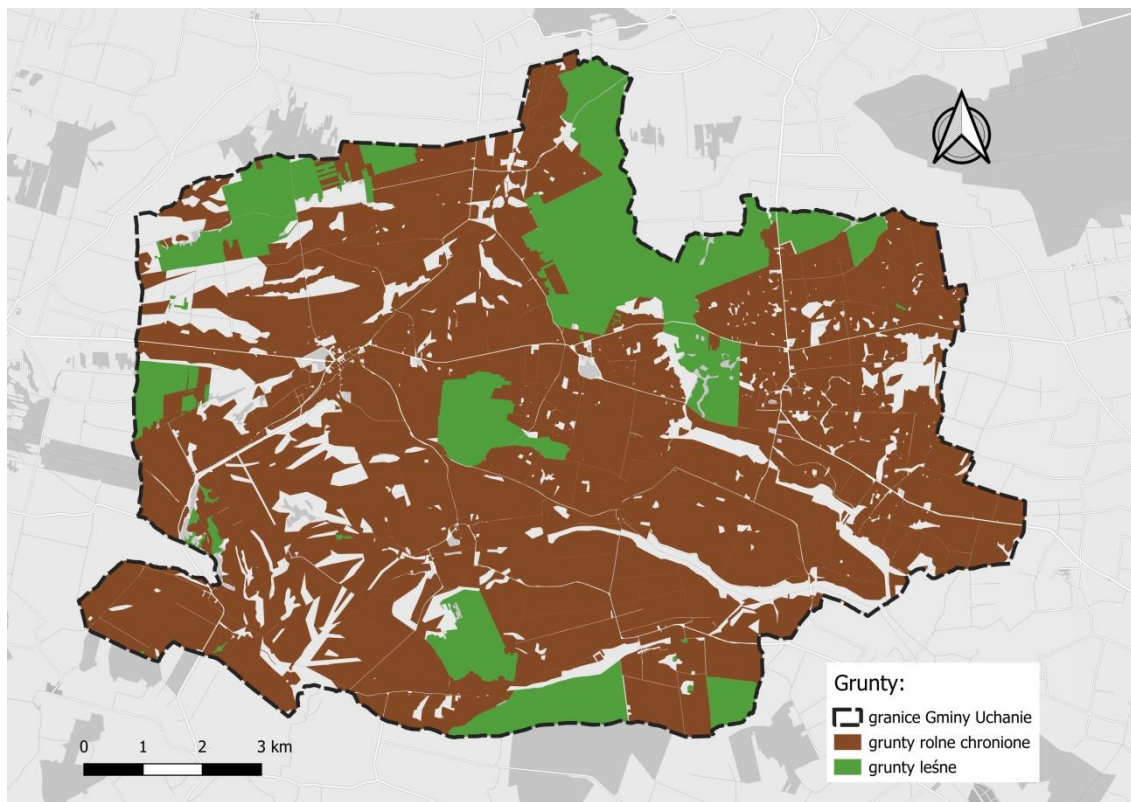 Grunty:
granice Gminy Uchanie
grunty rolne chronione
grunty leśne
0 1 2 3 km